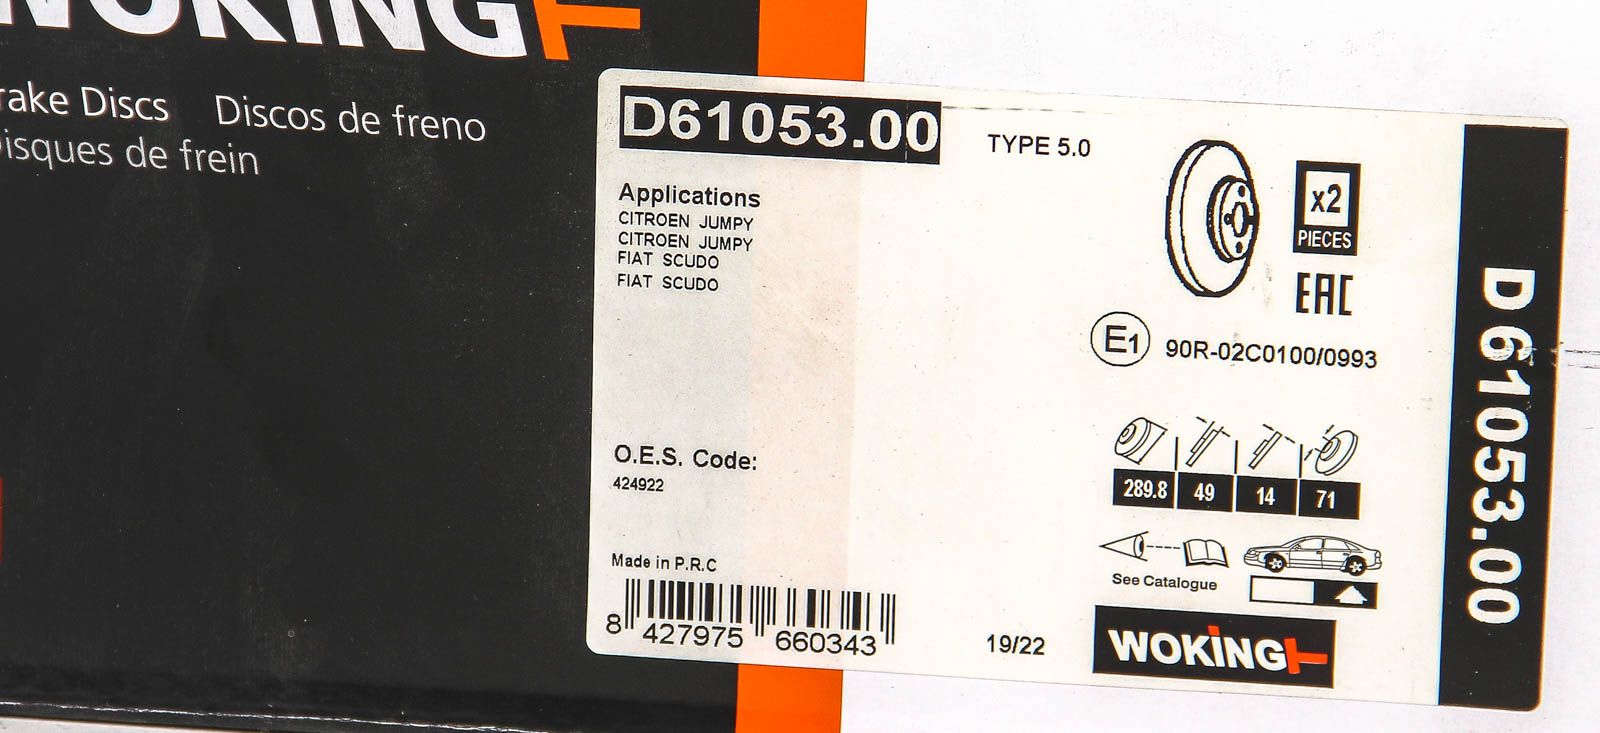 WOKING
rake Discs Discos de freno
isques de frein
D61053.00
TYPE 5.0
Applications
CITROEN JUMPY
CITROEN JUMPY
FIAT SCUDO
FIAT SCUDO
x2
PIECES
EAC
E1 90R-02C0100/0993
O.E.S. Code:
424922
289.8 49 14 71
See Catalogue
Made in P.R.C
8 427975 660343
19/22
WOKING
D61053.00